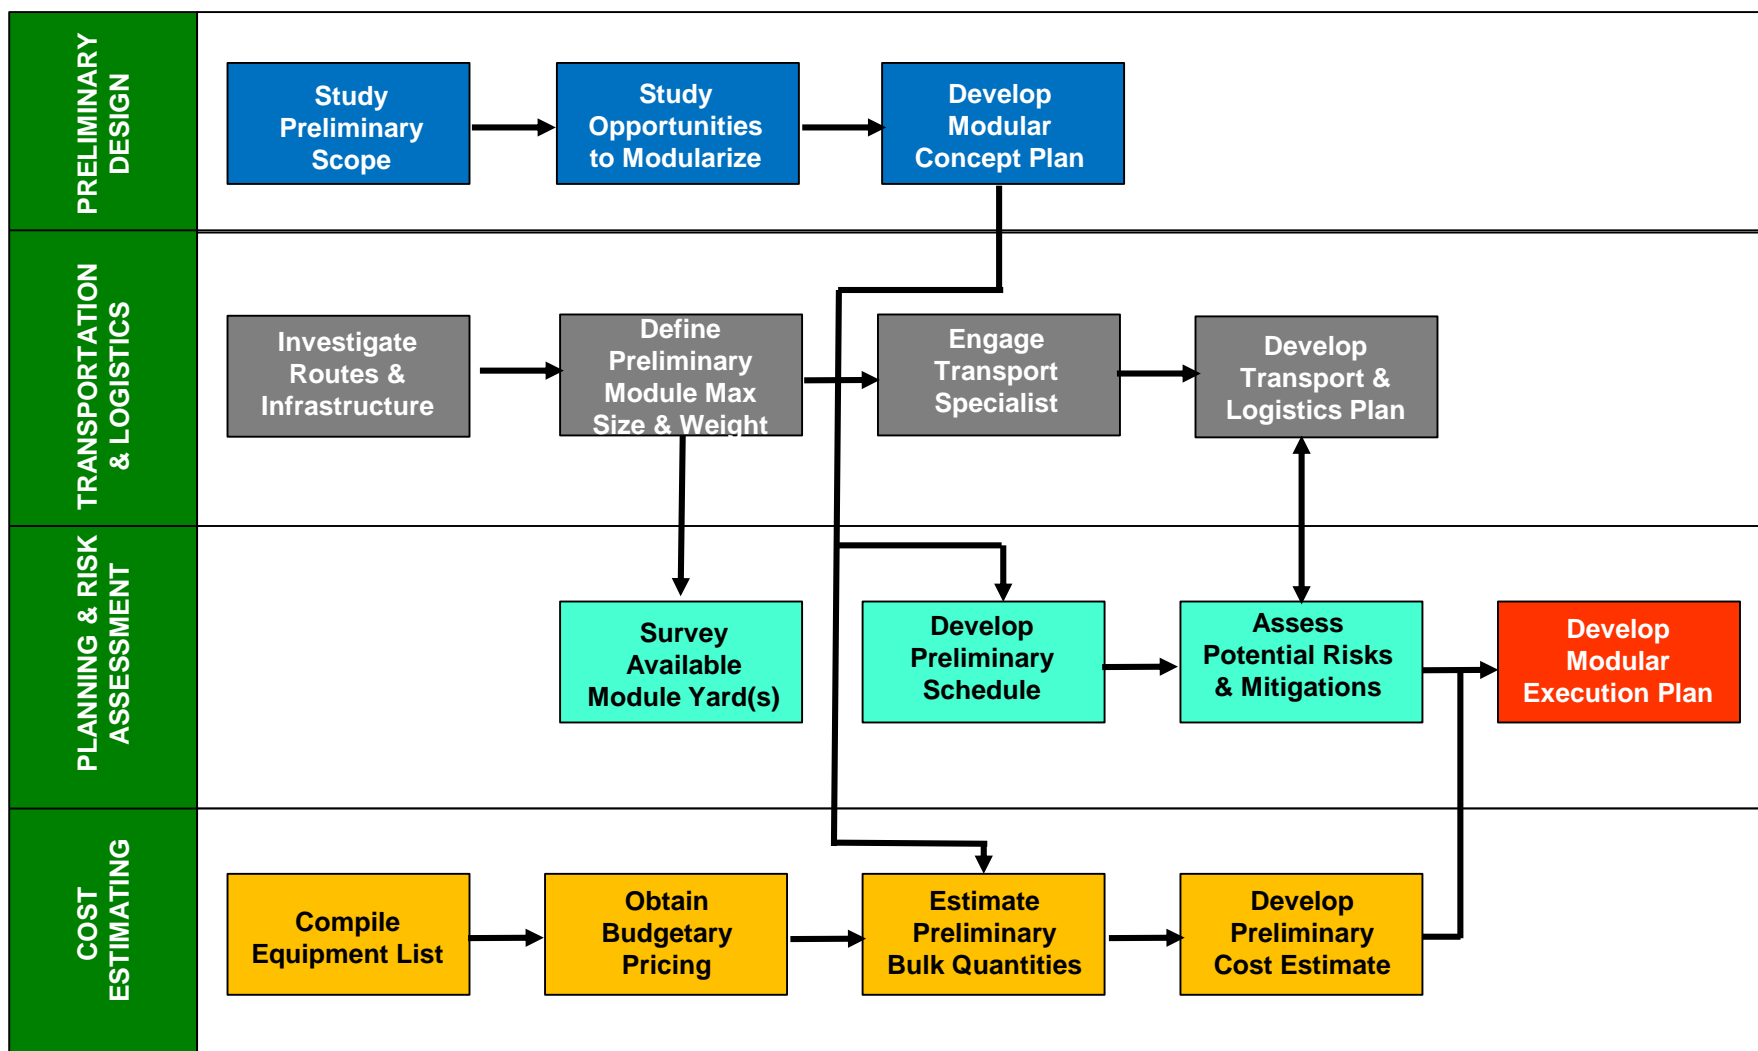 PRELIMINARY
DESIGN
Study
Preliminary
Scope
Study
Opportunities
to Modularize
Develop
Modular
Concept Plan
TRANSPORTATION
& LOGISTICS
Investigate
Routes &
Infrastructure
Define
Preliminary
Module Max
Size & Weight
Engage
Transport
Specialist
Develop
Transport &
Logistics Plan
PLANNING & RISK
ASSESSMENT
Survey
Available
Module Yard(s)
Develop
Preliminary
Schedule
Assess
Potential Risks
& Mitigations
Develop
Modular
Execution Plan
COST
ESTIMATING
Compile
Equipment List
Obtain
Budgetary
Pricing
Estimate
Preliminary
Bulk Quantities
Develop
Preliminary
Cost Estimate